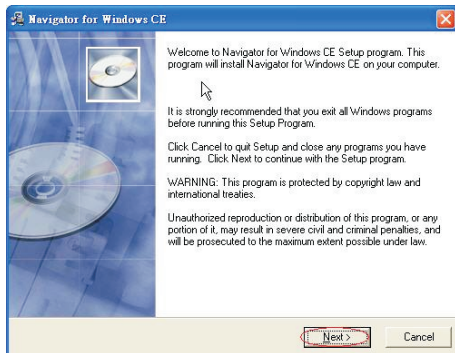 Navigator for Windows CE
Welcome to Navigator for Windows CE Setup program. This
program will install Navigator for Windows CE on your computer.
It is strongly recommended that you exit all Windows programs
before running this Setup Program.
Click Cancel to quit Setup and close any programs you have
running. Click Next to continue with the Setup program.
WARNING: This program is protected by copyright law and
international treaties.
Unauthorized reproduction or distribution of this program, or any
portion of it, may result in severe civil and criminal penalties, and
will be prosecuted to the maximum extent possible under law.
Next >
Cancel